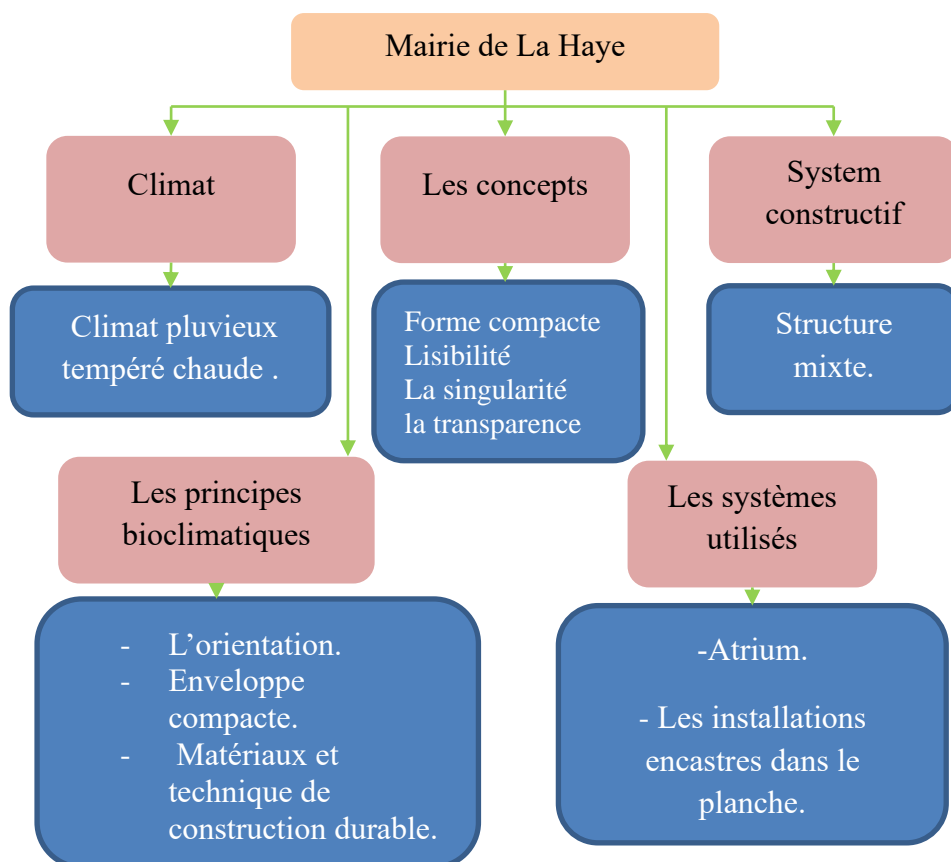 Mairie de La Haye
Climat
Les concepts
System
constructif
Climat pluvieux
tempéré chaude .
Forme compacte
Lisibilité
La singularité
la transparence
Structure
mixte.
Les principes
bioclimatiques
Les systèmes
utilisés
- L’orientation.
- Enveloppe
compacte.
- Matériaux et
technique de
construction durable.
-Atrium.
- Les installations
encastres dans le
planche.